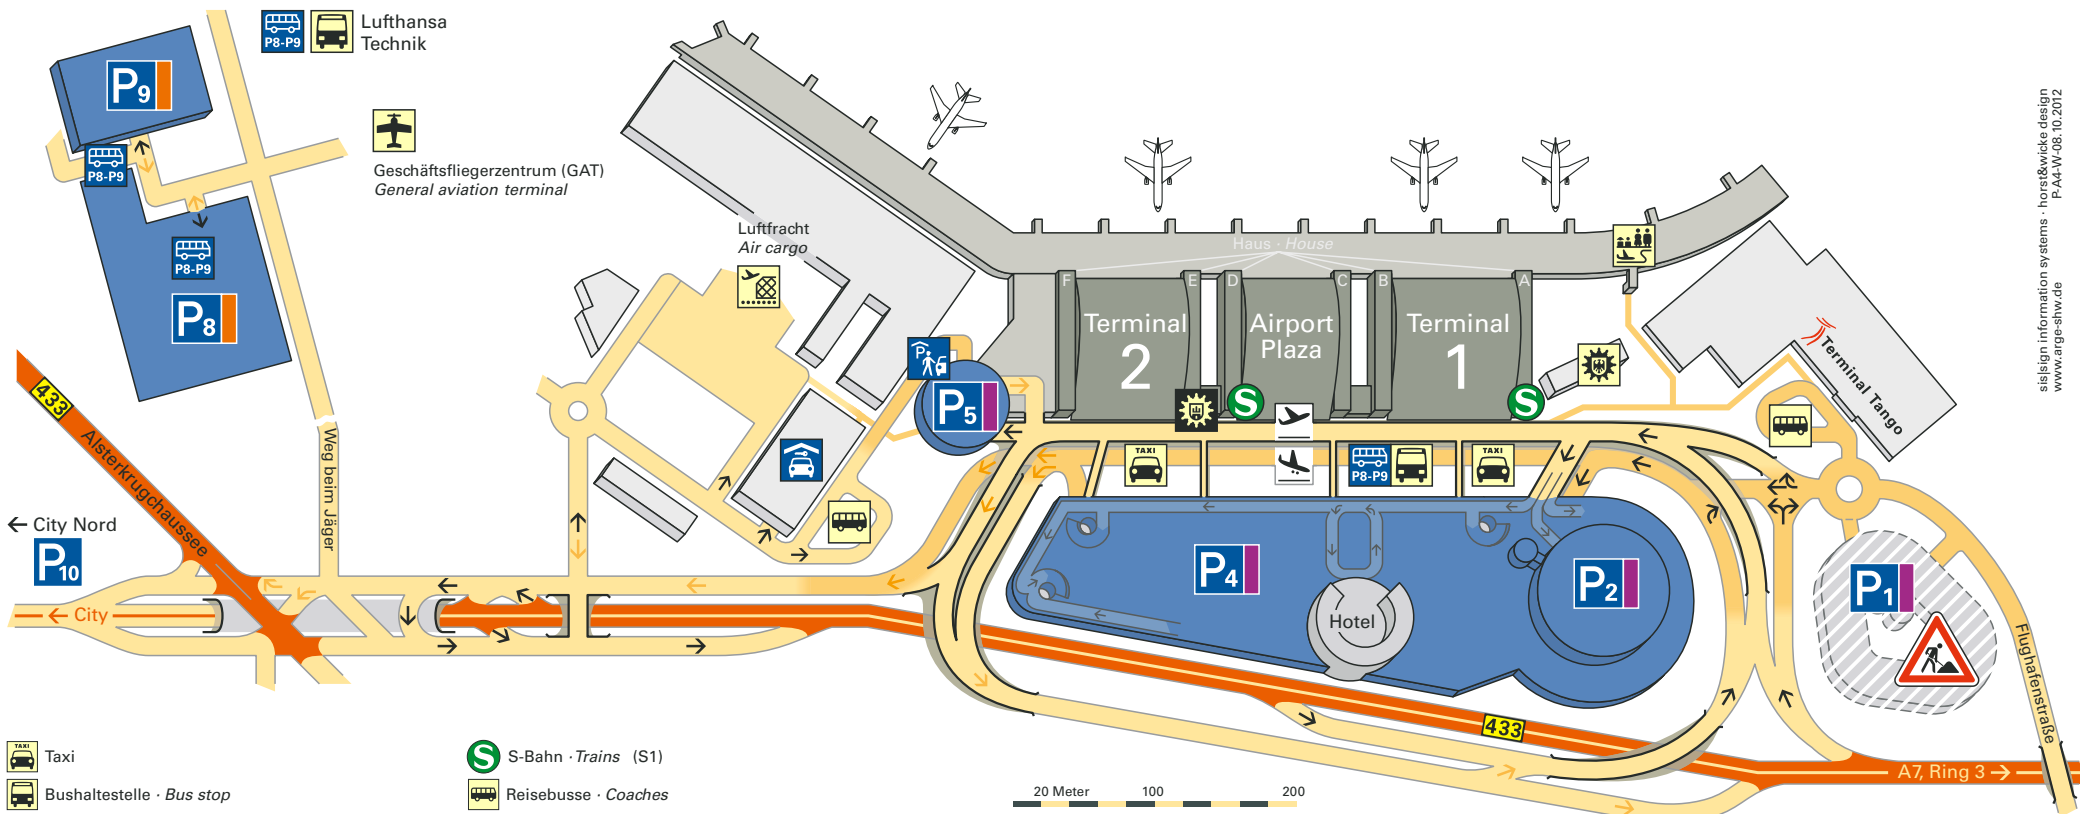 P8-P9
Lufthansa
Technik
P9
P8-P9
Geschäftsfliegerzentrum (GAT)
General aviation terminal
P8-P9
P8
433
Alsterkrugchaussee
Weg beim Jäger
← City Nord
P10
← City
Luftfracht
Air cargo
P
P5
Haus · House
F
E
D
C
B
A
Terminal
2
Airport
Plaza
Terminal
1
S
S
Terminal Tango
TAXI
P8-P9
TAXI
P4
Hotel
P2
P1
Flughafenstraße
433
A7, Ring 3 →
TAXI
Taxi
Bushaltestelle · Bus stop
S
S-Bahn · Trains (S1)
Reisebusse · Coaches
20 Meter
100
200
sis|sign information systems · horst&wicke design
www.arge-shw.de
P-A4-W-08.10.2012